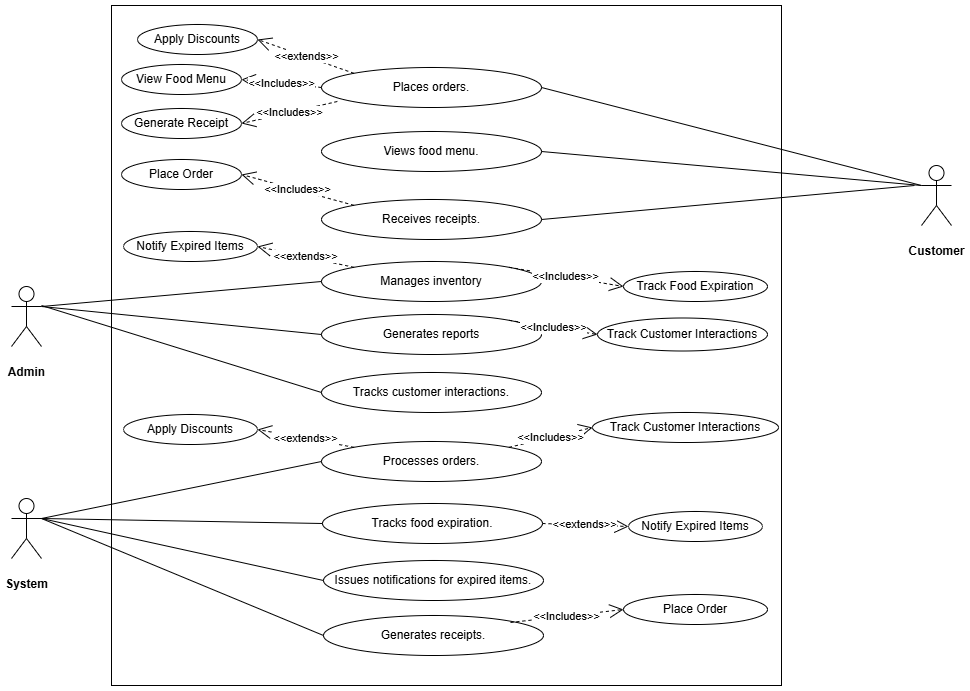 Apply Discounts
<<extends>>
View Food Menu
<<Includes>>
Places orders.
<<Includes>>
Generate Receipt
Views food menu.
Place Order
<<Includes>>
Receives receipts.
Customer
Notify Expired Items
<<extends>>
Manages inventory
<<Includes>>
Track Food Expiration
Generates reports
<<Includes>>
Track Customer Interactions
Admin
Tracks customer interactions.
Apply Discounts
<<extends>>
Processes orders.
<<Includes>>
Track Customer Interactions
Tracks food expiration.
<<extends>>
Notify Expired Items
System
Issues notifications for expired items.
Generates receipts.
<<Includes>>
Place Order